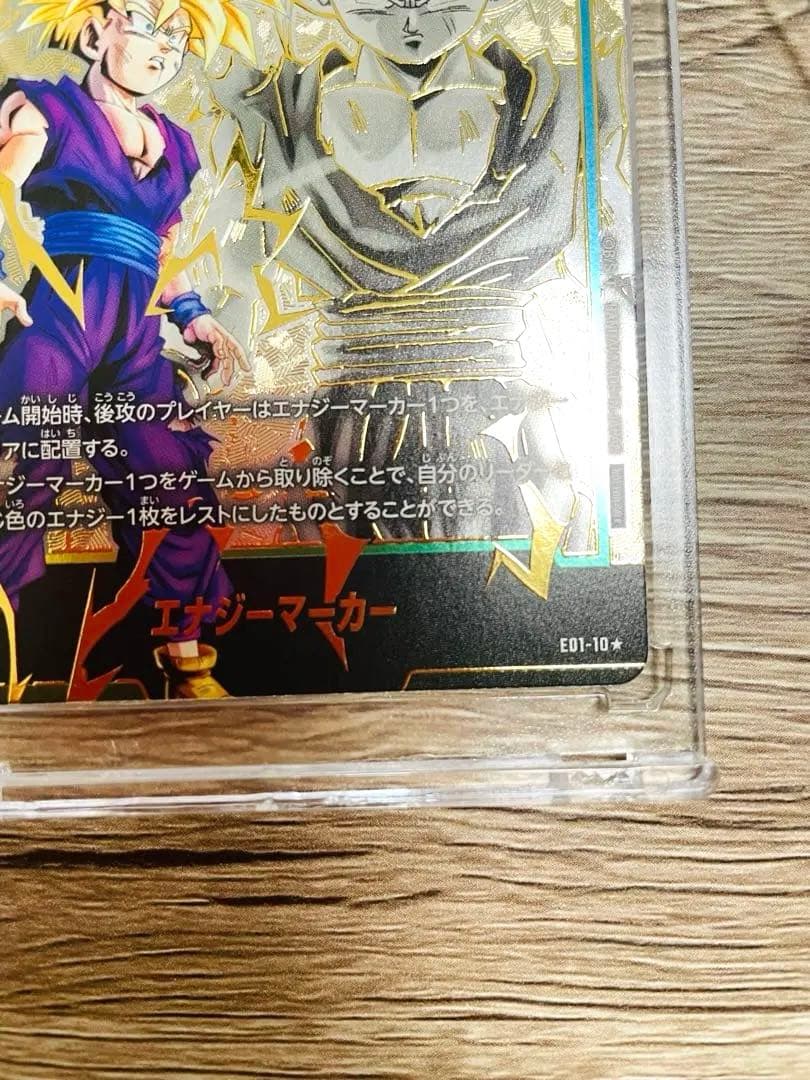 ム開始時、後攻のプレイヤーはエナジーマーカー1つを、エ
アに配置する。
ナジーマーカー1つをゲームから取り除くことで、自分のリーダー
色のエナジー1枚をレストにしたものとすることができる。
エナジーマーカー
E01-10★